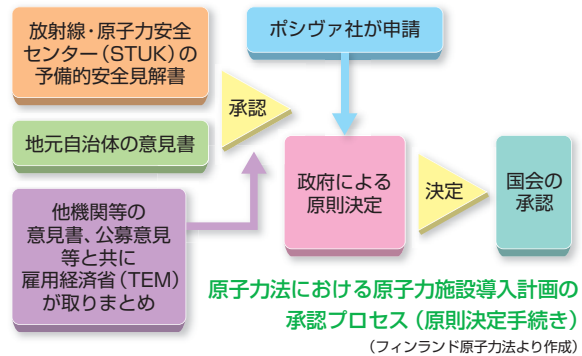 放射線・原子力安全
センター(STUK)の
予備的安全見解書
ポシヴァ社が申請
承認
地元自治体の意見書
政府による
原則決定
決定
国会の
承認
他機関等の
意見書、公募意見
等と共に
雇用経済省(TEM)
が取りまとめ
原子力法における原子力施設導入計画の
承認プロセス(原則決定手続き)
(フィンランド原子力法より作成)